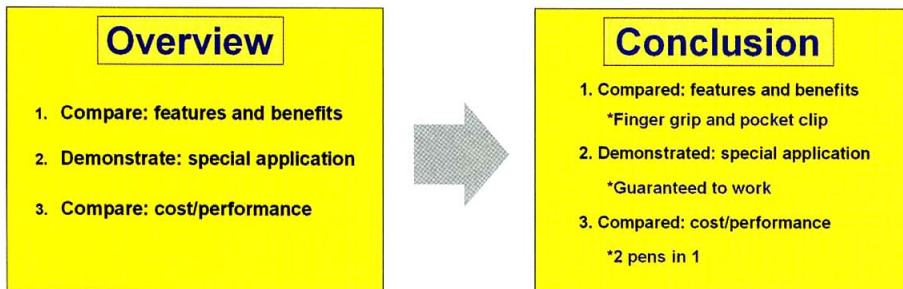 Overview
1. Compare: features and benefits
2. Demonstrate: special application
3. Compare: cost/performance
Conclusion
1. Compared: features and benefits
*Finger grip and pocket clip
2. Demonstrated: special application
*Guaranteed to work
3. Compared: cost/performance
*2 pens in 1